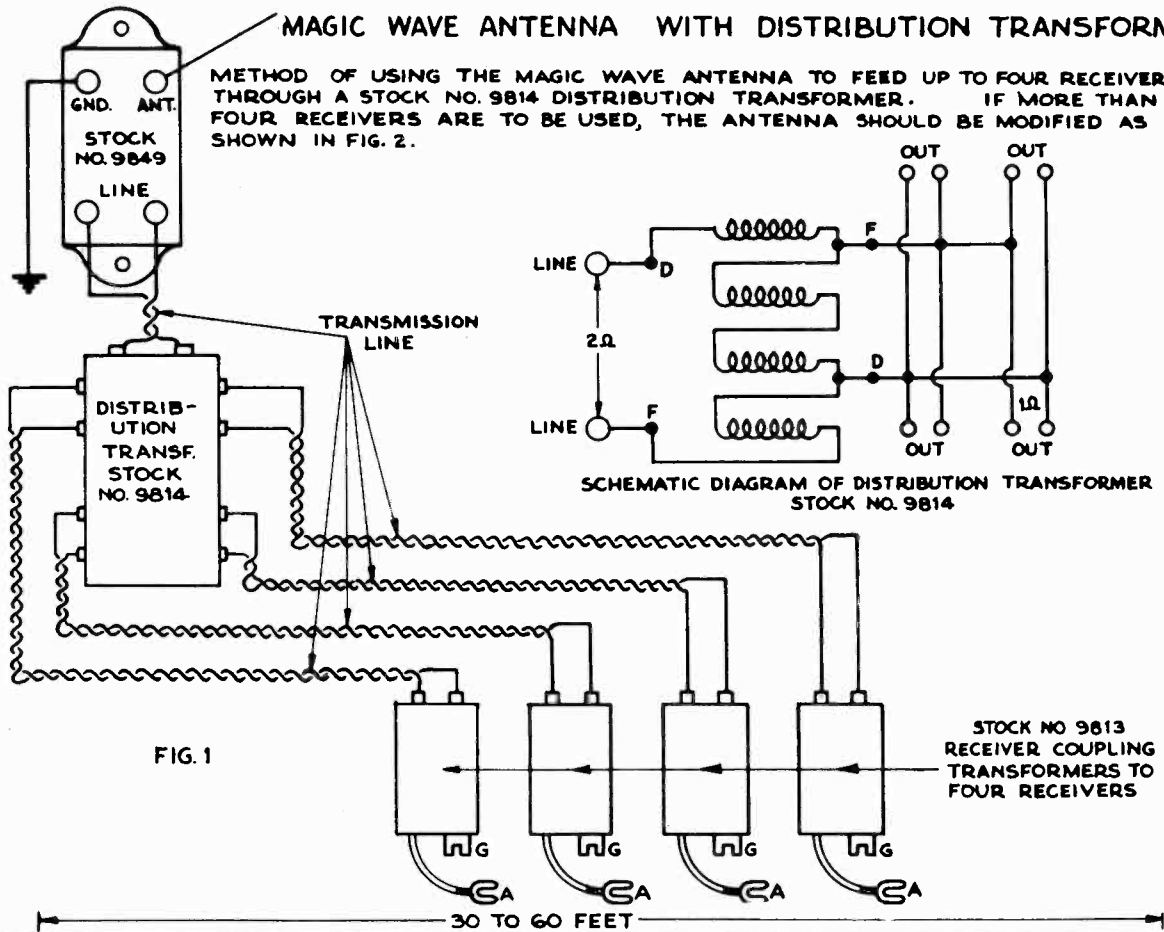 MAGIC WAVE ANTENNA WITH DISTRIBUTION TRANSFORM
METHOD OF USING THE MAGIC WAVE ANTENNA TO FEED UP TO FOUR RECEIVER
THROUGH A STOCK NO. 9814 DISTRIBUTION TRANSFORMER. IF MORE THAN
FOUR RECEIVERS ARE TO BE USED, THE ANTENNA SHOULD BE MODIFIED AS
SHOWN IN FIG. 2.
GND. ANT.
STOCK
NO. 9849
LINE
OUT OUT
F
LINE D
2Ω
D
F
LINE
1Ω
OUT OUT
SCHEMATIC DIAGRAM OF DISTRIBUTION TRANSFORMER
STOCK NO. 9814
TRANSMISSION
LINE
DISTRIB-
UTION
TRANSF.
STOCK
NO. 9814
FIG. 1
STOCK NO 9813
RECEIVER COUPLING
TRANSFORMERS TO
FOUR RECEIVERS
G G G G
A A A A
30 TO 60 FEET